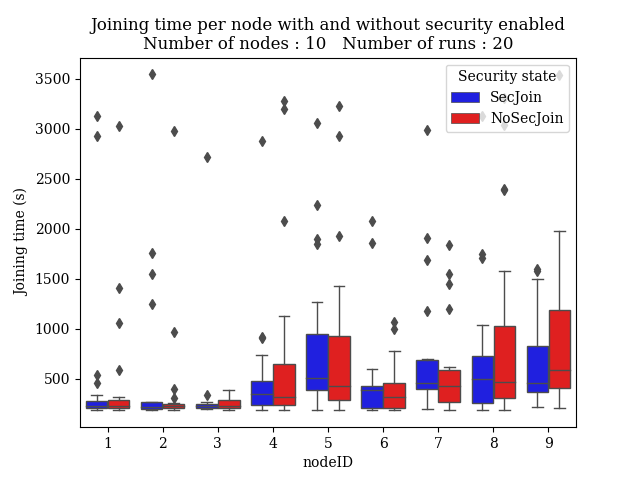 Joining time per node with and without security enabled
Number of nodes : 10   Number of runs : 20
Security state
SecJoin
NoSecJoin
Joining time (s)
3500
3000
2500
2000
1500
1000
500
1 2 3 4 5 6 7 8 9
nodeID